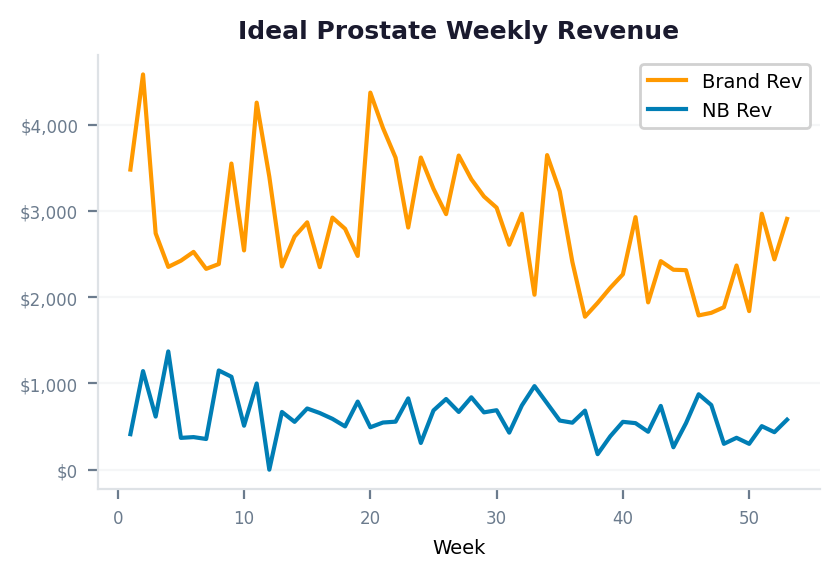 Ideal Prostate Weekly Revenue
Brand Rev
NB Rev
$4,000
$3,000
$2,000
$1,000
$0
0 10 20 30 40 50
Week